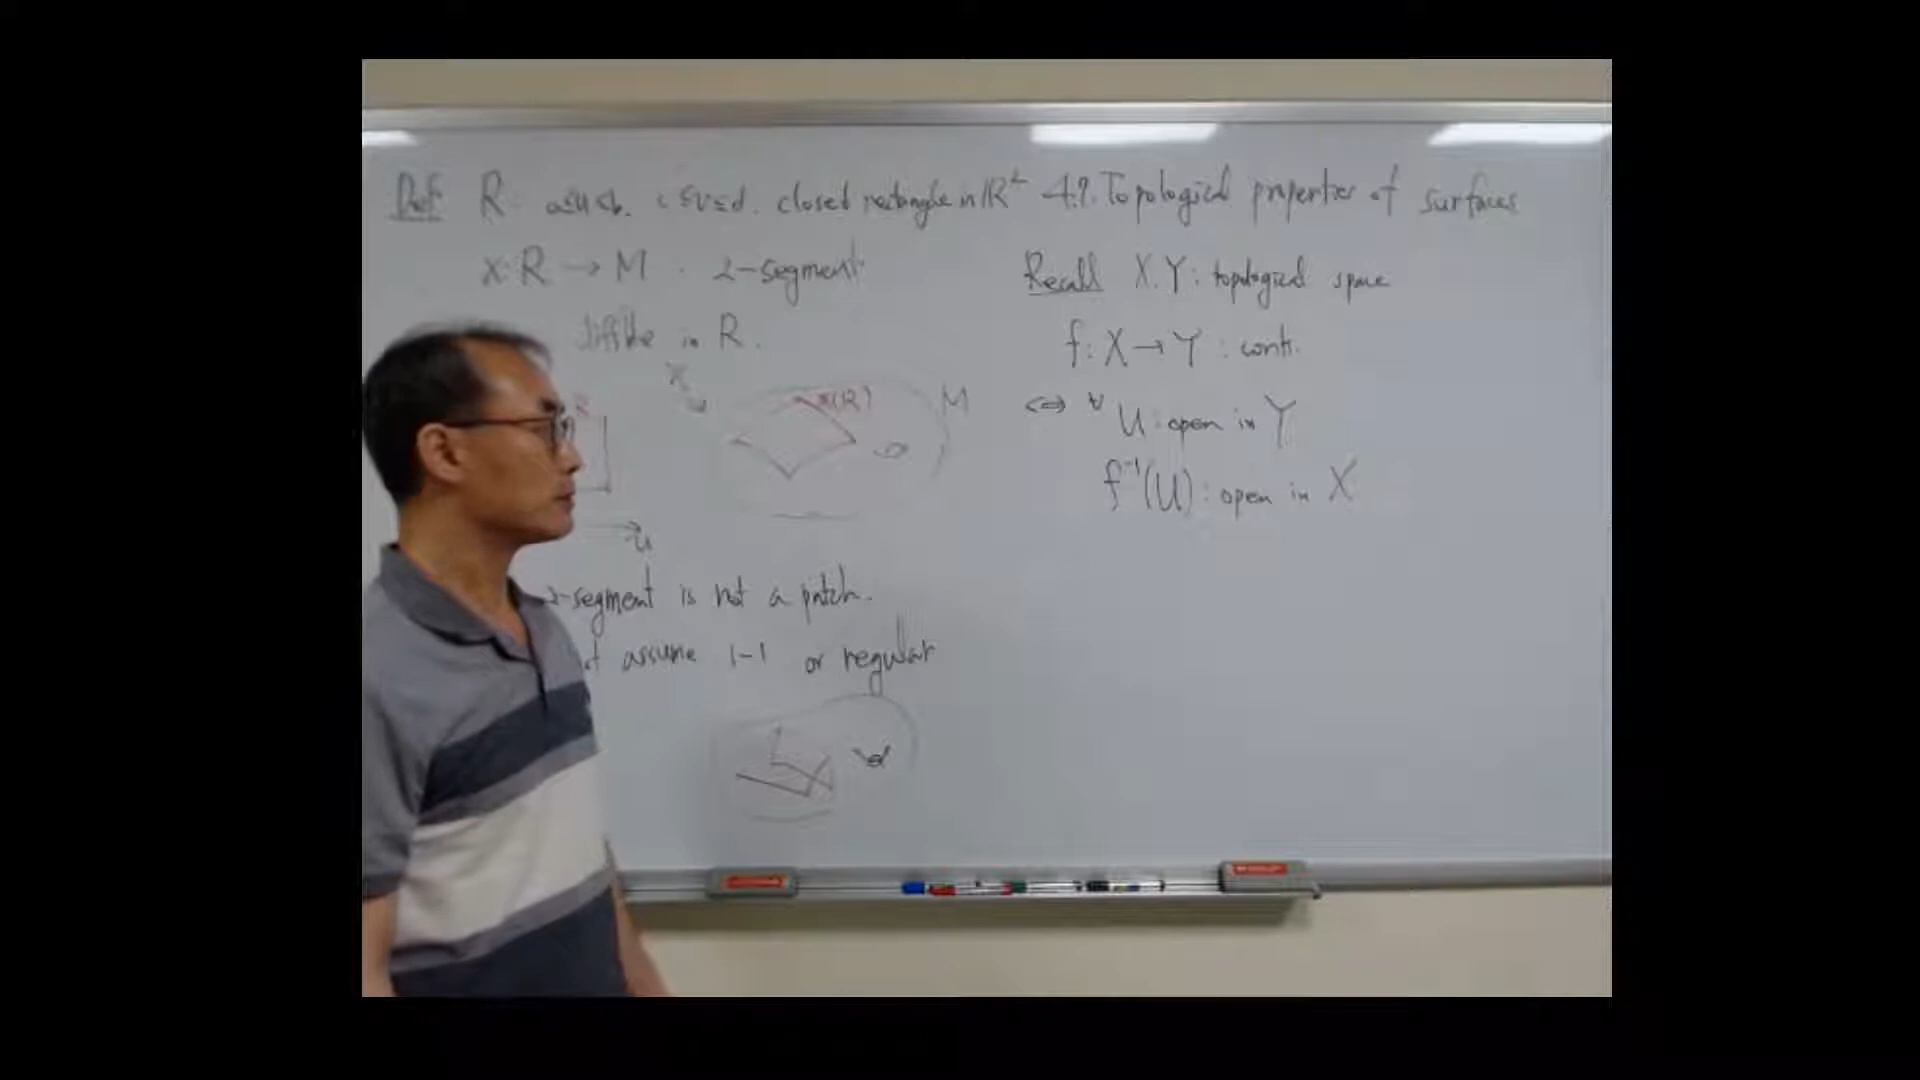 Def R: a≤u≤b. c≤v≤d. closed rectangle in ℝ²
x: R → M : 2-segment
diff'ble in R.
R
x
x(R)
M
u
2-segment is not a patch.
assume 1-1 or regular
4.7. Topological properties of surfaces
Recall X.Y: topological space
f: X → Y : conti.
⇔ ∀ U: open in Y
f⁻¹(U): open in X